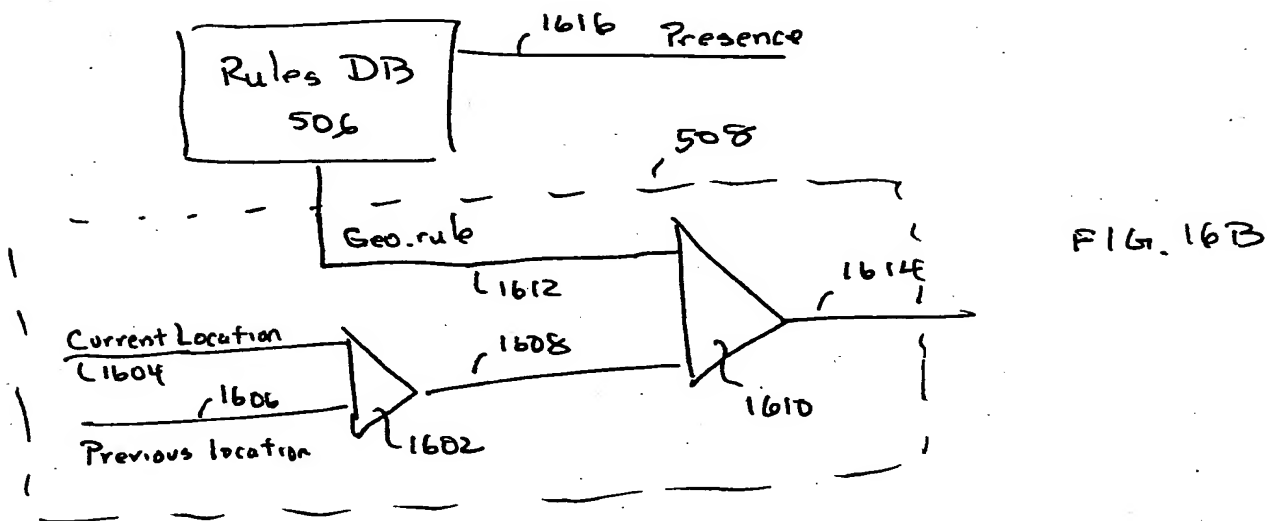 1616 Presence
Rules DB
506
508
FIG. 16B
Geo.rule
1612
1614
Current Location
1604
1608
1606
1610
Previous location
1602